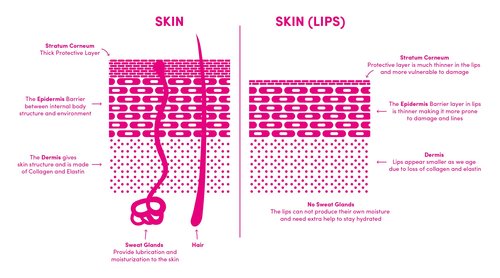 SKIN
Stratum Corneum
Thick Protective Layer
The Epidermis Barrier
between internal body
structure and environment
The Dermis gives
skin structure and is made
of Collagen and Elastin
Sweat Glands
Provide lubrication and
moisturization to the skin
Hair
SKIN (LIPS)
Stratum Corneum
Protective layer is much thinner in the lips
and more vulnerable to damage
The Epidermis Barrier layer in lips
is thinner making it more prone
to damage and lines
Dermis
Lips appear smaller as we age
due to loss of collagen and elastin
No Sweat Glands
The lips can not produce their own moisture
and need extra help to stay hydrated